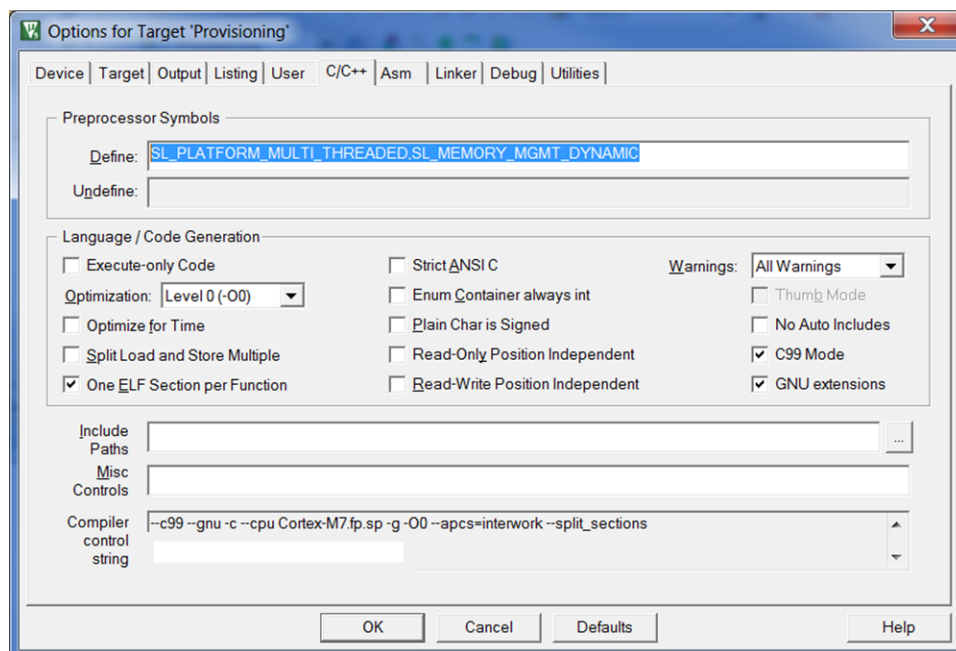 Options for Target 'Provisioning'
Device Target Output Listing User C/C++ Asm Linker Debug Utilities
Preprocessor Symbols
Define: SL_PLATFORM_MULTI_THREADED,SL_MEMORY_MGMT_DYNAMIC
Undefine:
Language / Code Generation
Execute-only Code Strict ANSI C Warnings: All Warnings
Optimization: Level 0 (-O0) Enum Container always int Thumb Mode
Optimize for Time Plain Char is Signed No Auto Includes
Split Load and Store Multiple Read-Only Position Independent C99 Mode
One ELF Section per Function Read-Write Position Independent GNU extensions
Include
Paths
...
Misc
Controls
Compiler
control
string
--c99 --gnu -c --cpu Cortex-M7.fp.sp -g -O0 --apcs=interwork --split_sections
OK Cancel Defaults Help